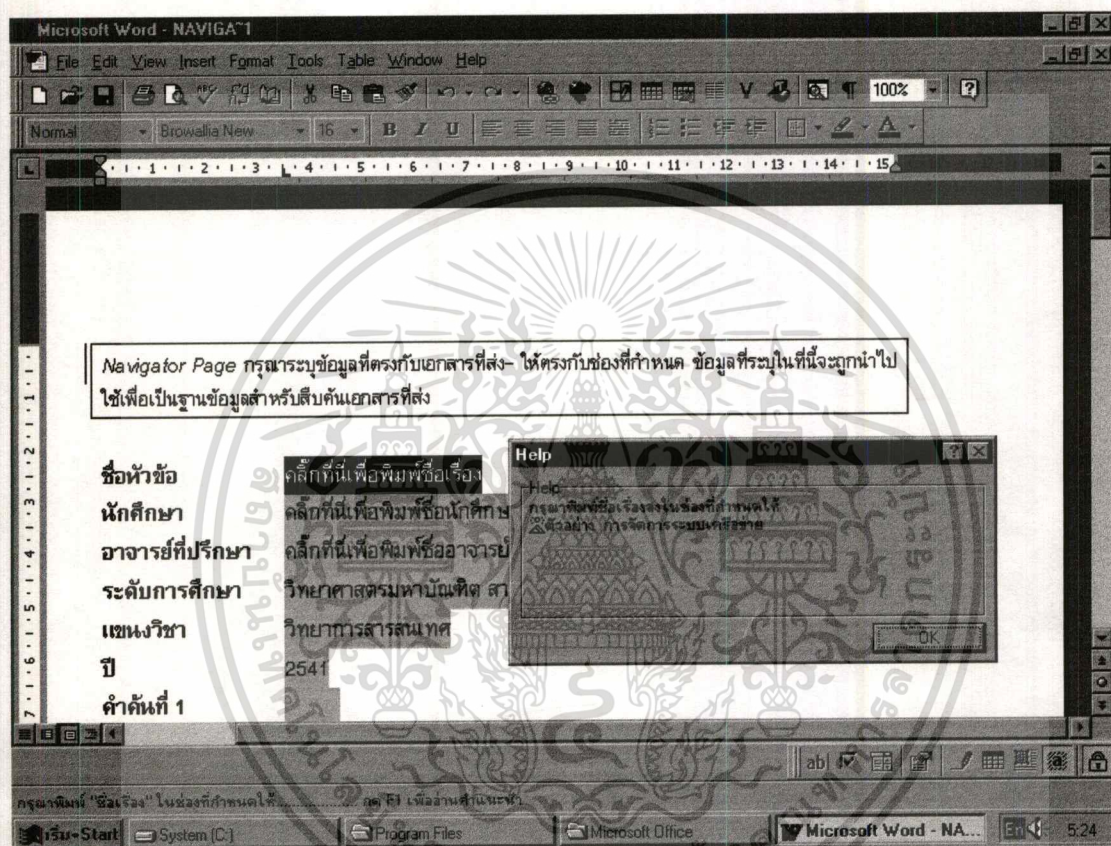 Microsoft Word - NAVIGA~1
File Edit View Insert Format Tools Table Window Help
100%
Normal Browallia New 16 B I U
1 2 3 4 5 6 7 8 9 10 11 12 13 14 15
Navigator Page กรุณาระบุข้อมูลที่ตรงกับเอกสารที่ส่ง– ให้ตรงกับช่องที่กำหนด ข้อมูลที่ระบุในที่นี้จะถูกนำไป
ใช้เพื่อเป็นฐานข้อมูลสำหรับสืบค้นเอกสารที่ส่ง
ชื่อหัวข้อ คลิ๊กที่นี่เพื่อพิมพ์ชื่อเรื่อง
นักศึกษา คลิ๊กที่นี่เพื่อพิมพ์ชื่อนักศึกษ
อาจารย์ที่ปรึกษา คลิ๊กที่นี่เพื่อพิมพ์ชื่ออาจารย์
ระดับการศึกษา วิทยาศาสตรมหาบัณฑิต สา
แขนงวิชา วิทยาการสารสนเทศ
ปี 2541
คำค้นที่ 1
Help
Help
กรุณาพิมพ์ชื่อเรื่องลงในช่องที่กำหนดให้
ตัวอย่าง การจัดการระบบเครือข่าย
OK
กรุณาพิมพ์ "ชื่อเรื่อง" ในช่องที่กำหนดให้.................... กด F1 เพื่ออ่านคำแนะนำ
เริ่ม-Start System (C:) Program Files Microsoft Office Microsoft Word - NA... En 5:24